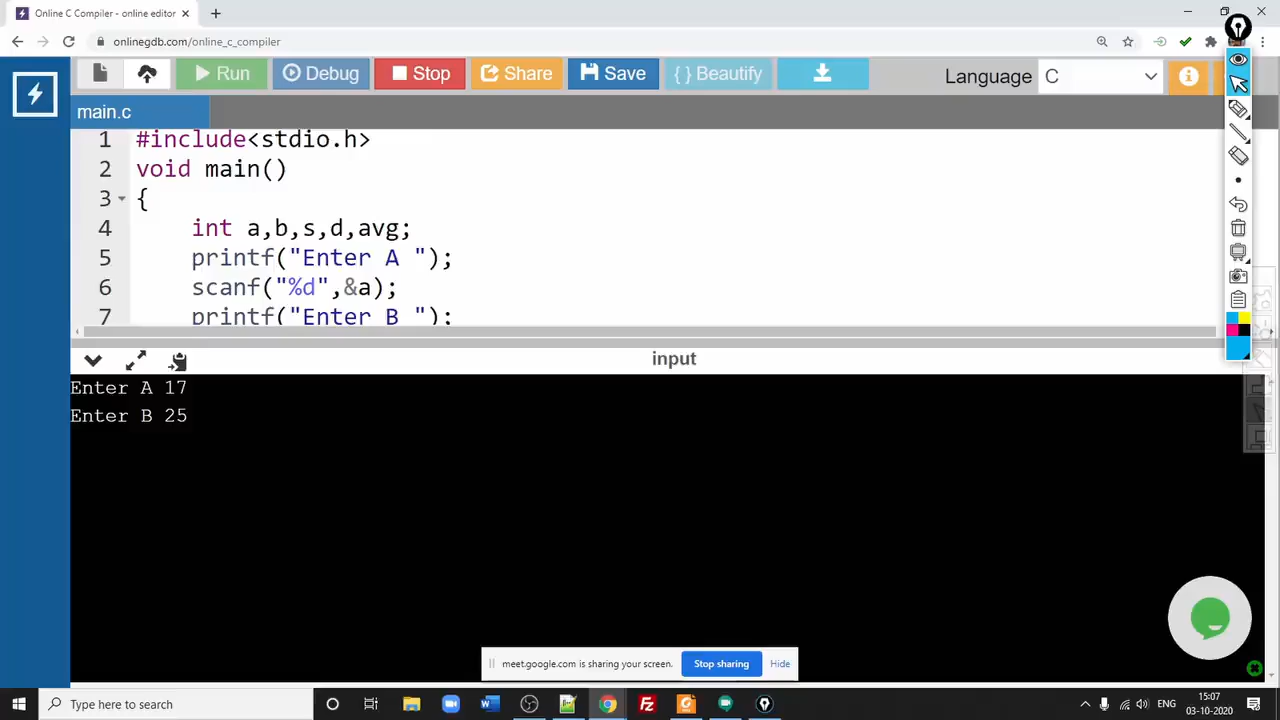 Online C Compiler - online editor
onlinegdb.com/online_c_compiler
Run Debug Stop Share Save { } Beautify Language C
main.c
1 #include<stdio.h>
2 void main()
3 {
4 int a,b,s,d,avg;
5 printf("Enter A ");
6 scanf("%d",&a);
7 printf("Enter B ");
input
Enter A 17
Enter B 25
meet.google.com is sharing your screen. Stop sharing Hide
Type here to search
ENG
15:07
03-10-2020